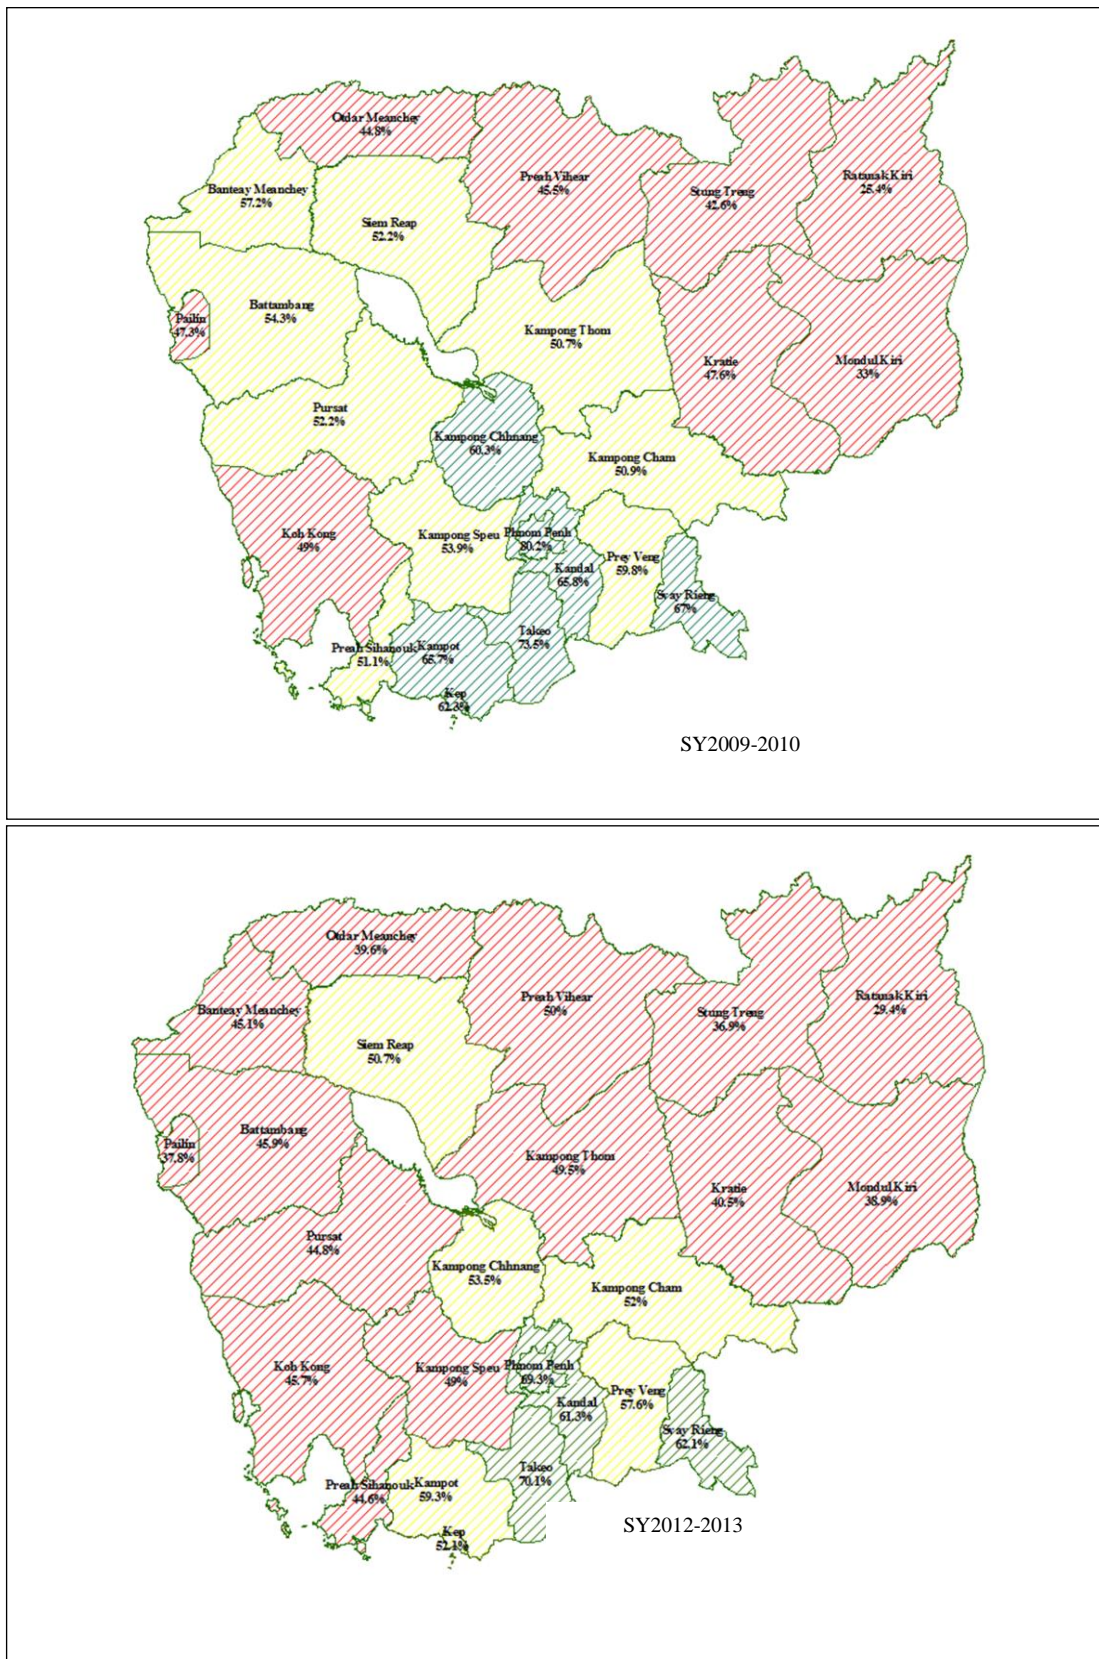 Otdar Meanchey
44.8%
Preah Vihear
45.5%
Stung Treng
42.6%
Ratanak Kiri
25.4%
Banteay Meanchey
57.2%
Siem Reap
52.2%
Battambang
54.3%
Pailin
47.3%
Kampong Thom
50.7%
Kratie
47.6%
Mondul Kiri
33%
Pursat
52.2%
Kampong Chhnang
60.3%
Kampong Cham
50.9%
Koh Kong
49%
Kampong Speu
53.9%
Phnom Penh
80.2%
Kandal
65.8%
Prey Veng
59.8%
Svay Rieng
67%
Preah Sihanouk
51.1%
Kampot
65.7%
Takeo
73.5%
Kep
62.3%
SY2009-2010
Otdar Meanchey
39.6%
Preah Vihear
50%
Stung Treng
36.9%
Ratanak Kiri
29.4%
Banteay Meanchey
45.1%
Siem Reap
50.7%
Battambang
45.9%
Pailin
37.8%
Kampong Thom
49.5%
Kratie
40.5%
Mondul Kiri
38.9%
Pursat
44.8%
Kampong Chhnang
53.5%
Kampong Cham
52%
Koh Kong
45.7%
Kampong Speu
49%
Phnom Penh
69.3%
Kandal
61.3%
Prey Veng
57.6%
Svay Rieng
62.1%
Preah Sihanouk
44.6%
Kampot
59.3%
Takeo
70.1%
Kep
52.1%
SY2012-2013